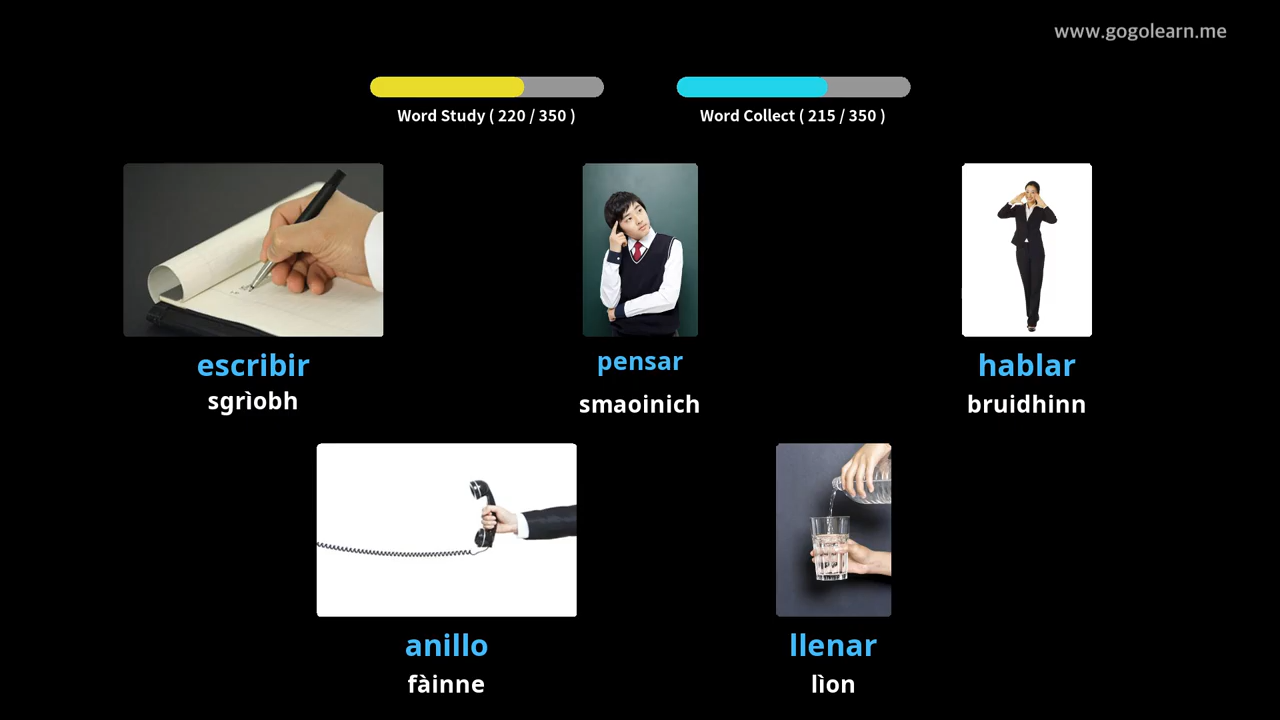 www.gogolearn.me
Word Study ( 220 / 350 )
Word Collect ( 215 / 350 )
escribir
sgrìobh
pensar
smaoinich
hablar
bruidhinn
anillo
fàinne
llenar
lìon